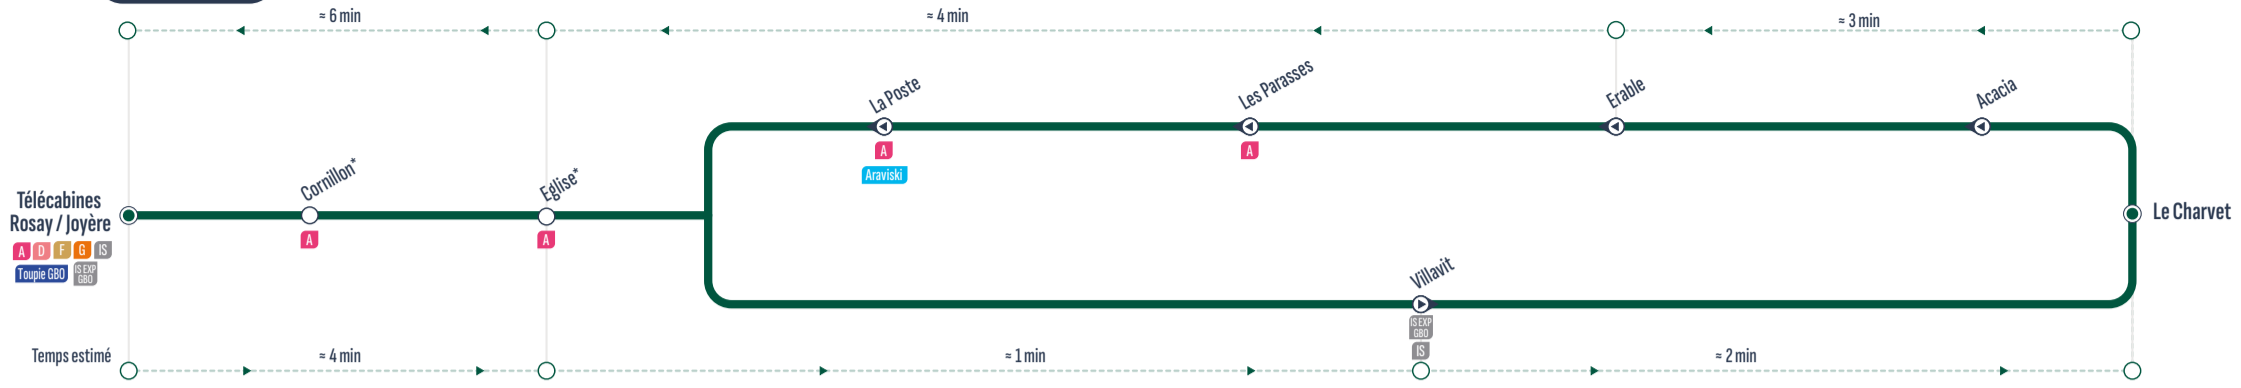 ≈ 6 min
≈ 4 min
≈ 3 min
La Poste
Les Parasses
Erable
Acacia
A
A
Araviski
Cornillon*
Eglise*
Télécabines
Rosay / Joyère
Le Charvet
A
A
A D F G IS
Toupie GBO
IS EXP
GBO
Villavit
IS EXP
GBO
IS
Temps estimé
≈ 4 min
≈ 1 min
≈ 2 min